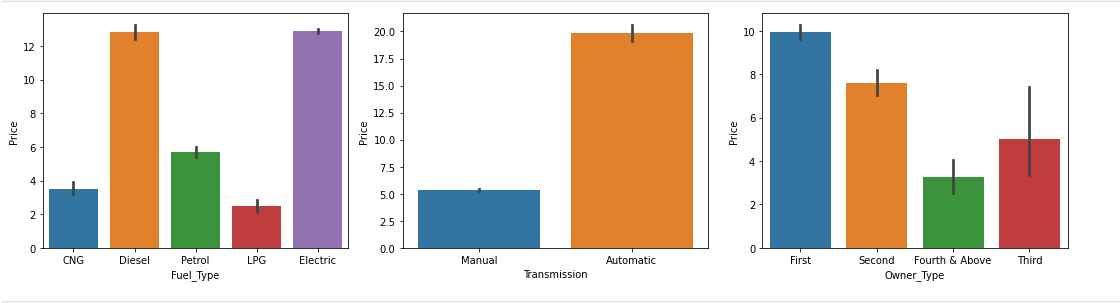 Price
12
10
8
6
4
2
0
CNG Diesel Petrol LPG Electric
Fuel_Type
Price
20.0
17.5
15.0
12.5
10.0
7.5
5.0
2.5
0.0
Manual Automatic
Transmission
Price
10
8
6
4
2
0
First Second Fourth & Above Third
Owner_Type